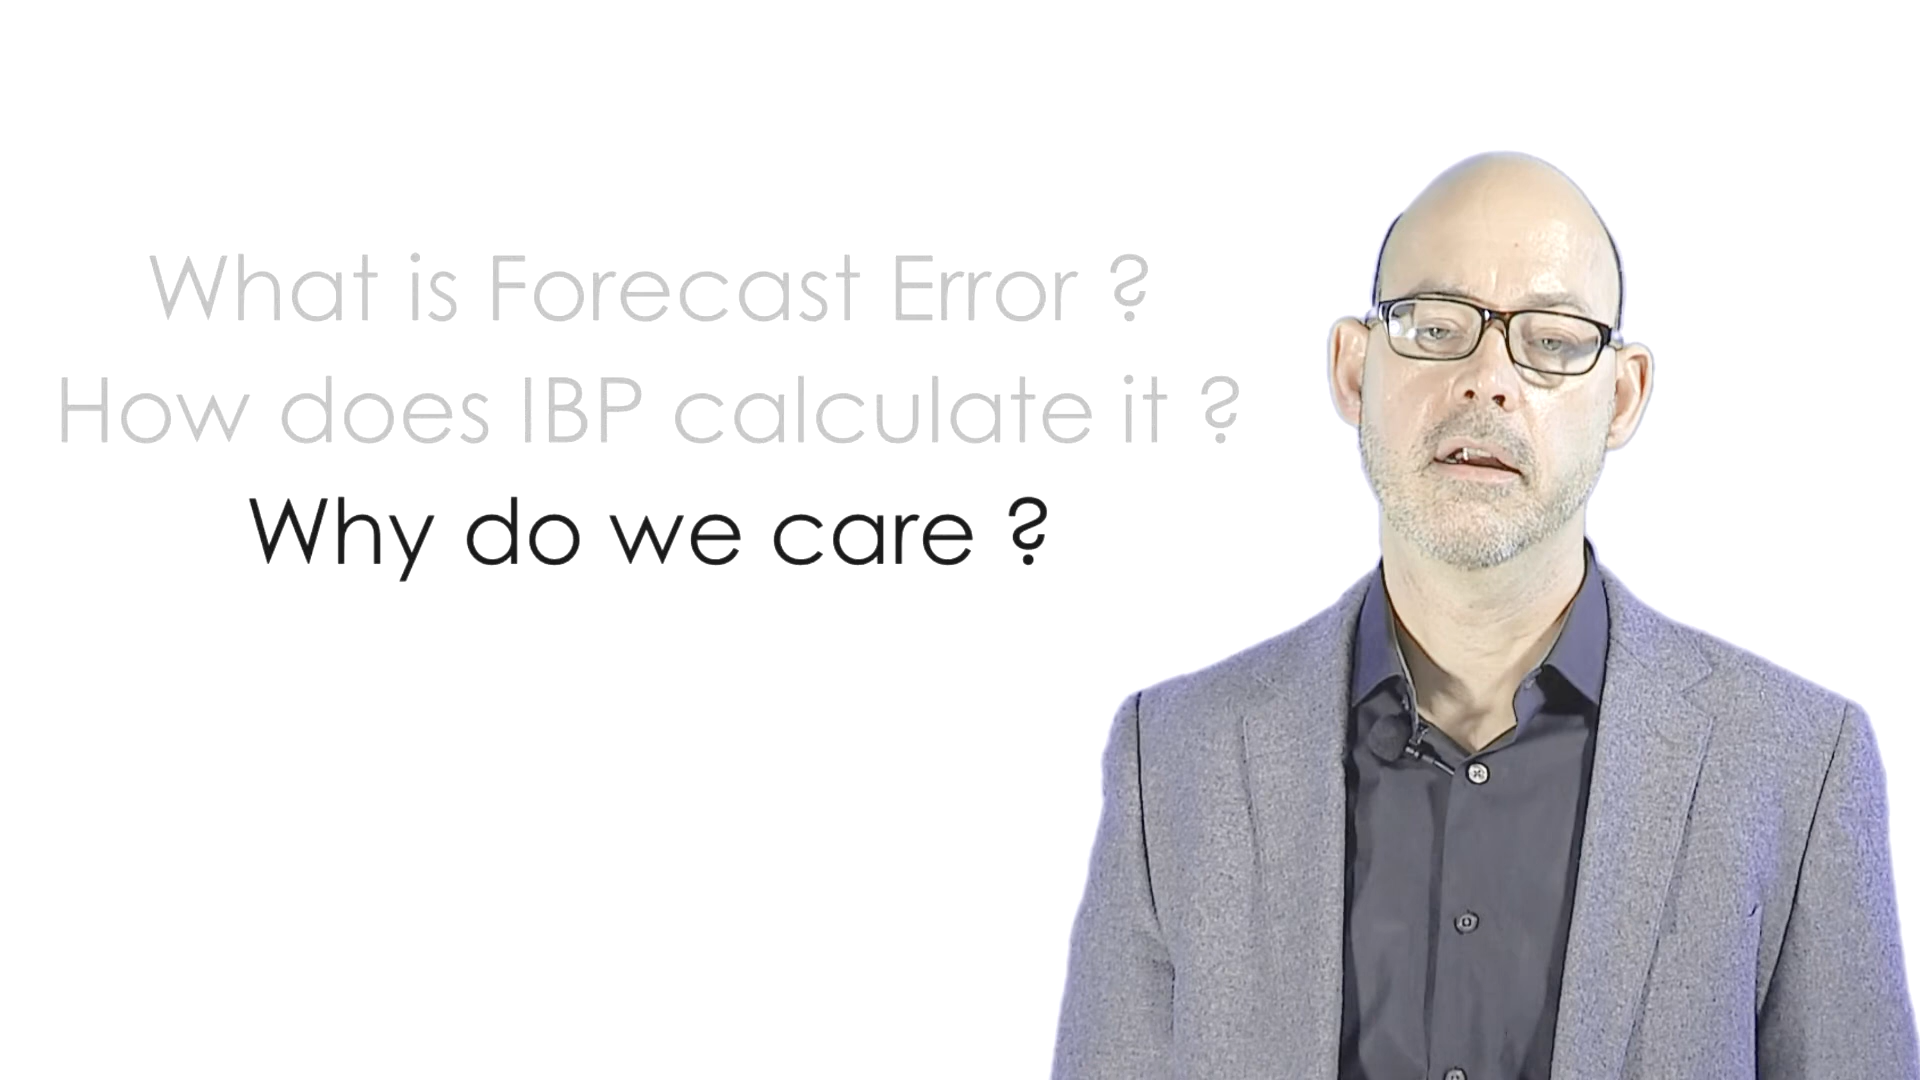 What is Forecast Error ?
How does IBP calculate it ?
Why do we care ?